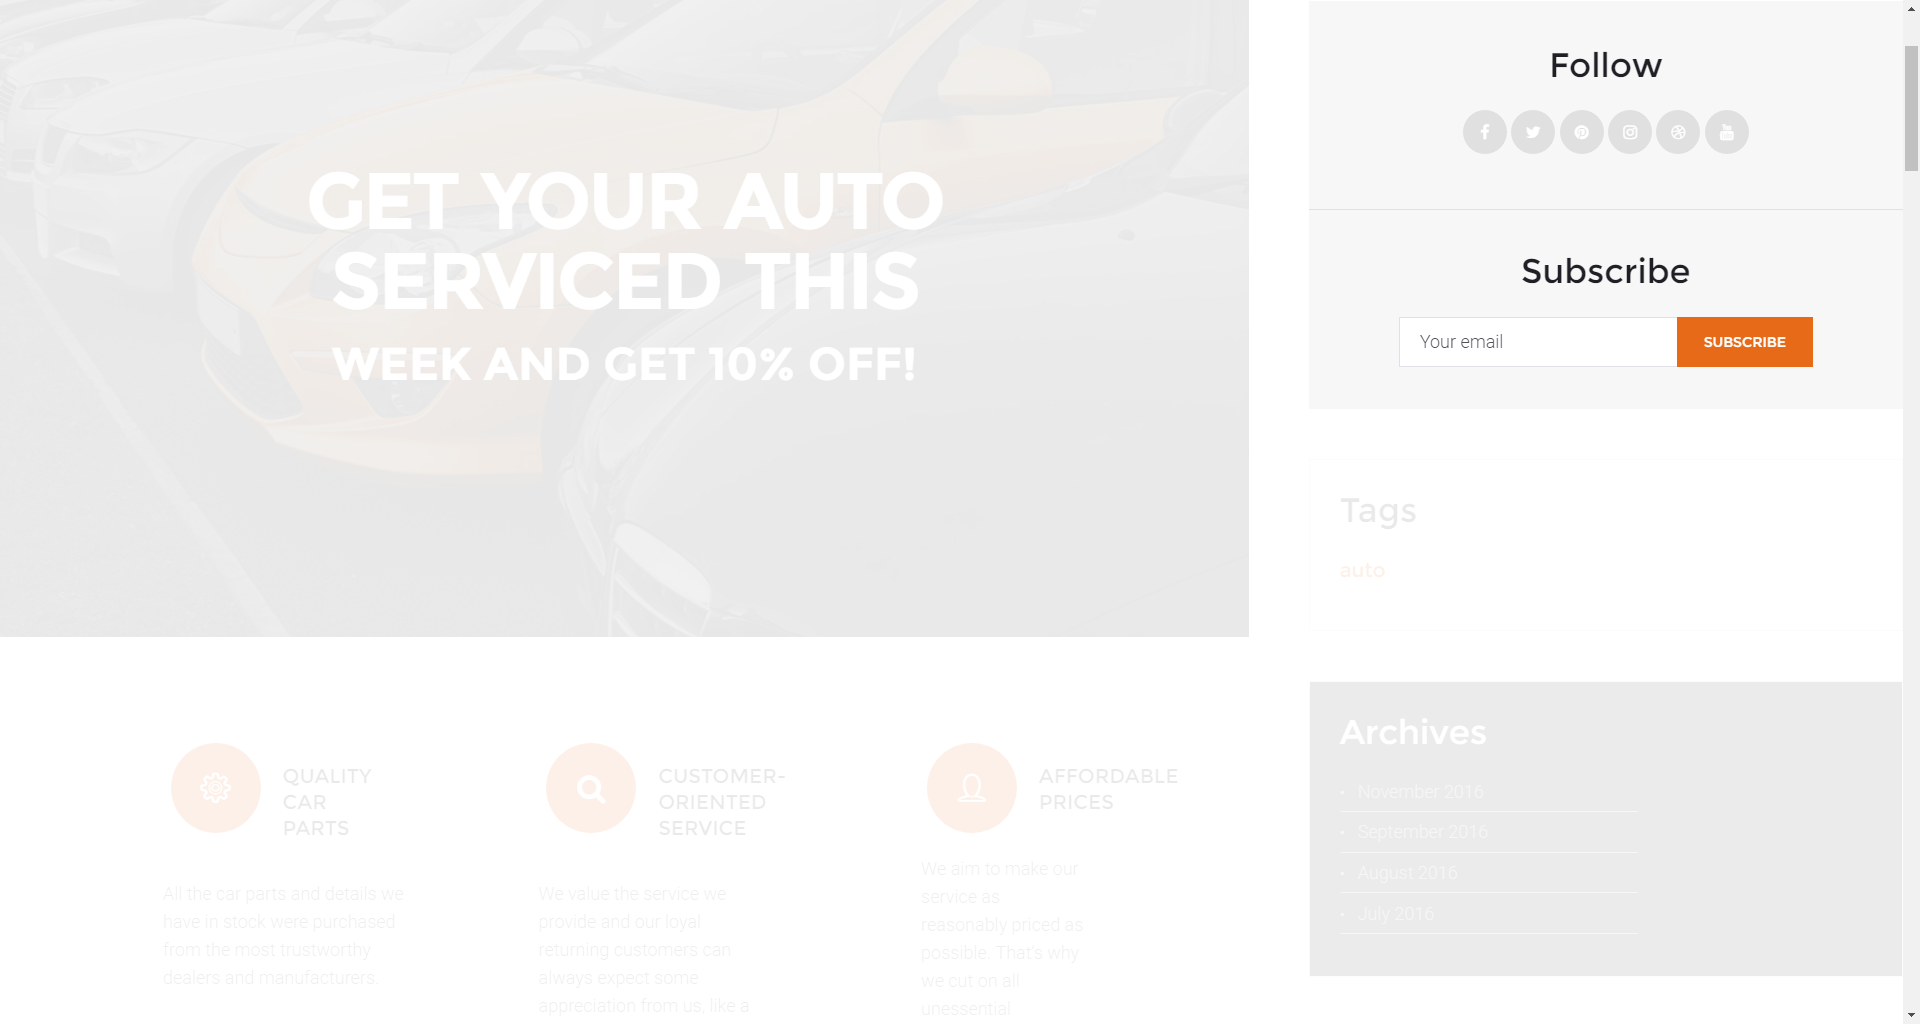 GET YOUR AUTO
SERVICED THIS
WEEK AND GET 10% OFF!
QUALITY
CAR
PARTS
All the car parts and details we
have in stock were purchased
from the most trustworthy
dealers and manufacturers.
CUSTOMER-
ORIENTED
SERVICE
We value the service we
provide and our loyal
returning customers can
always expect some
appreciation from us, like a
AFFORDABLE
PRICES
We aim to make our
service as
reasonably priced as
possible. That's why
we cut on all
unessential
Follow
Subscribe
Your email
SUBSCRIBE
Tags
auto
Archives
November 2016
September 2016
August 2016
July 2016